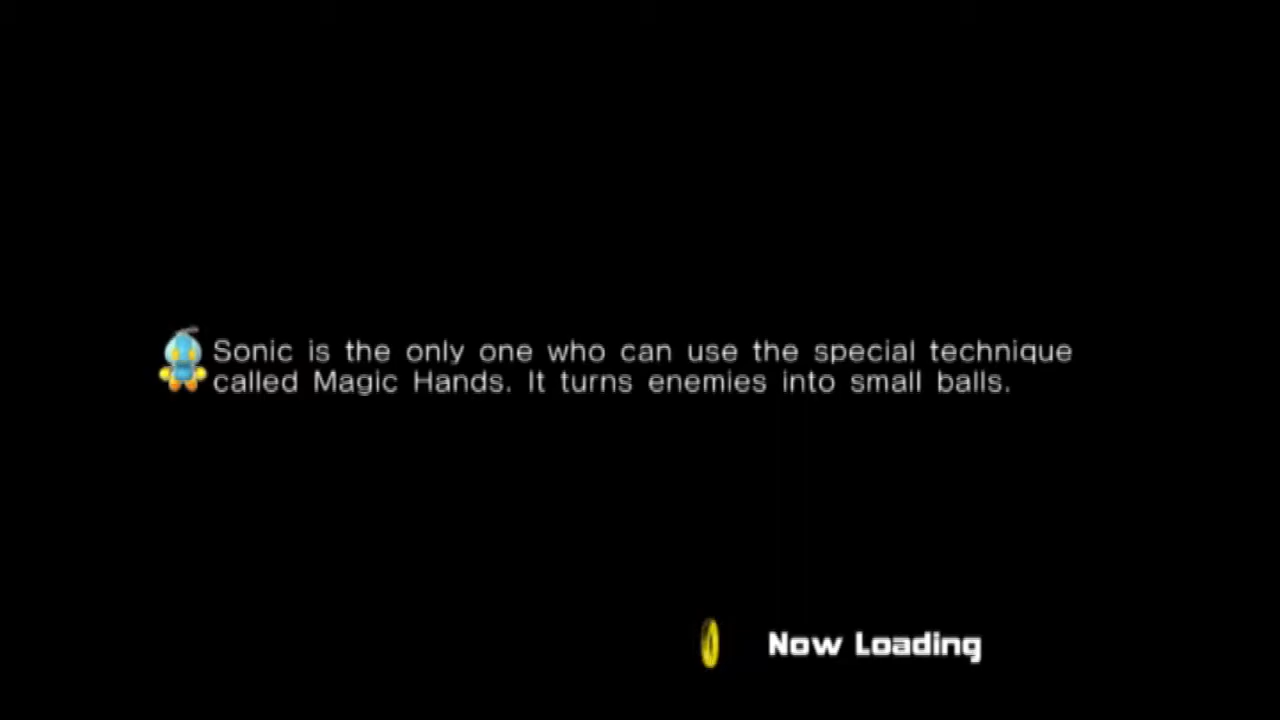 Sonic is the only one who can use the special technique
called Magic Hands. It turns enemies into small balls.
Now Loading